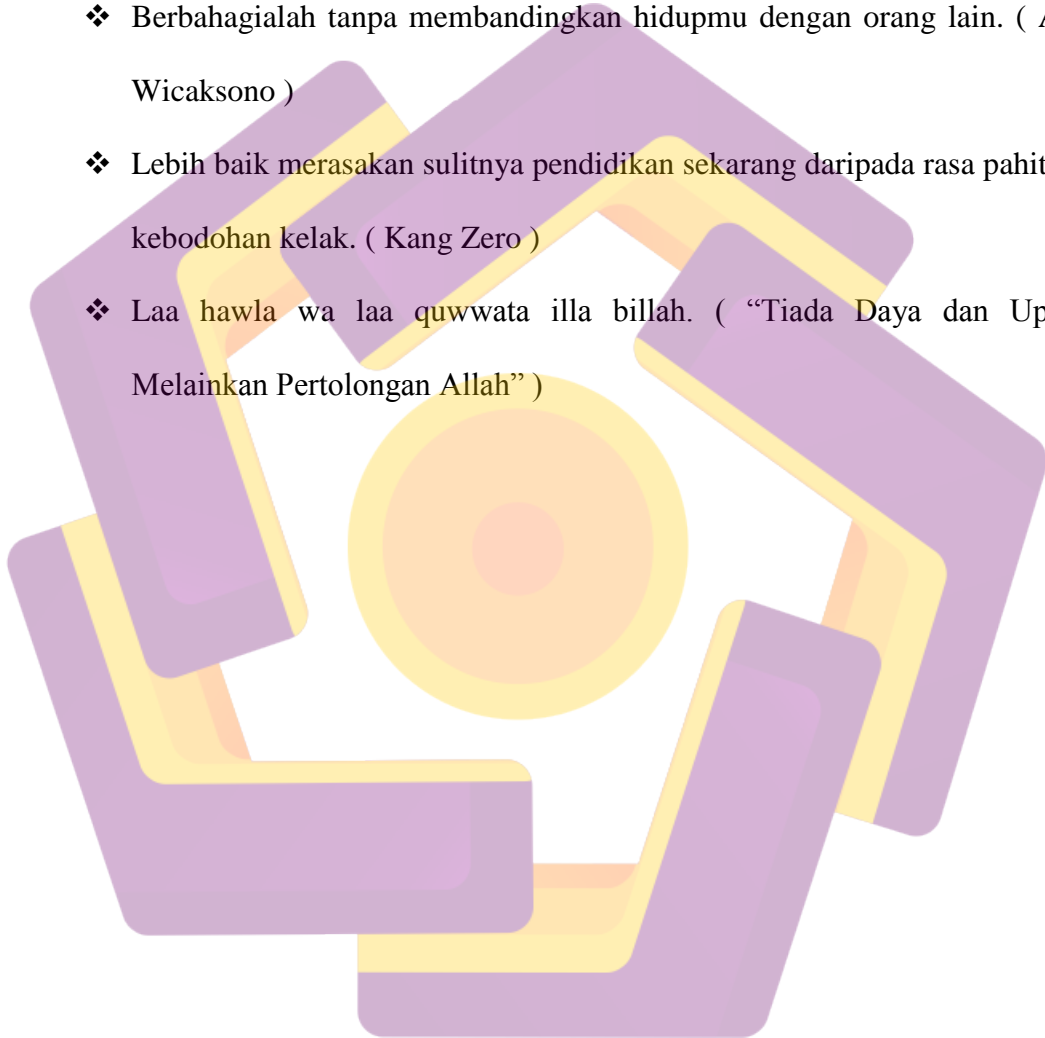 ❖ Berbahagialah tanpa membandingkan hidupmu dengan orang lain. (
Wicaksono )
❖ Lebih baik merasakan sulitnya pendidikan sekarang daripada rasa pahit
kebodohan kelak. ( Kang Zero )
❖ Laa hawla wa laa quwwata illa billah. ( “Tiada Daya dan
Melainkan Pertolongan Allah” )